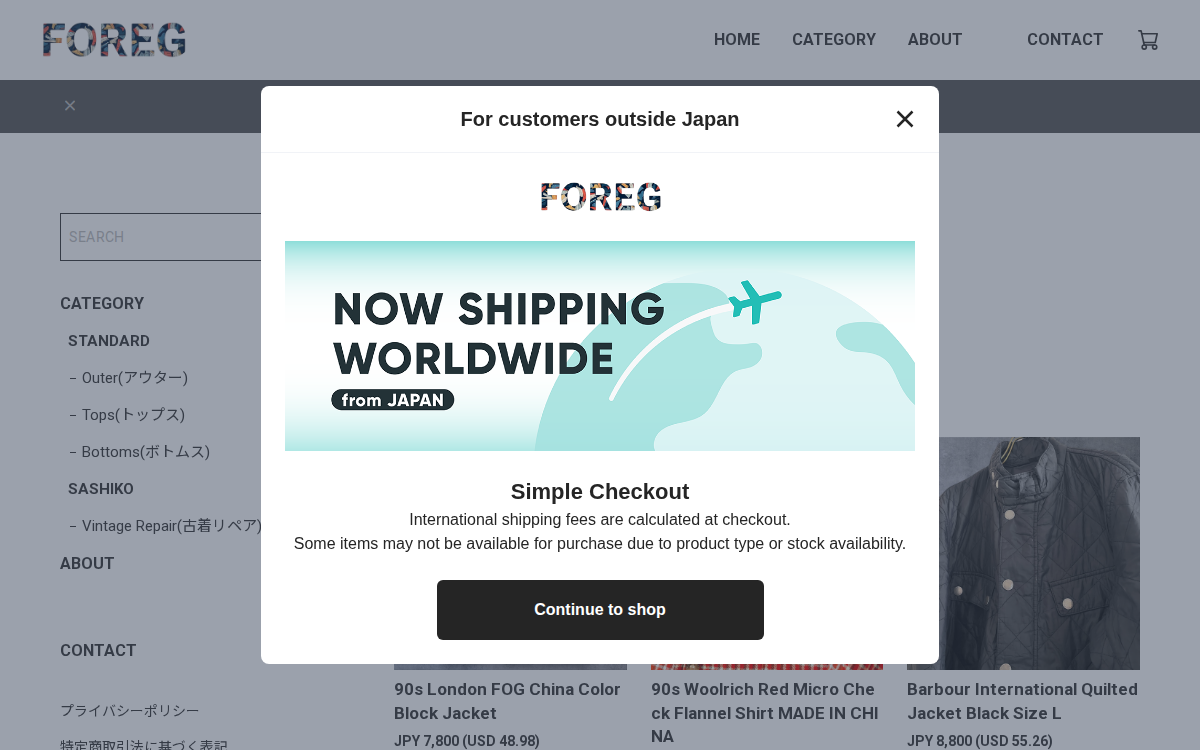 FOREG
HOME
CATEGORY
ABOUT
CONTACT
For customers outside Japan
FOREG
NOW SHIPPING
WORLDWIDE
from JAPAN
Simple Checkout
International shipping fees are calculated at checkout.
Some items may not be available for purchase due to product type or stock availability.
Continue to shop
SEARCH
CATEGORY
STANDARD
− Outer(アウター)
− Tops(トップス)
− Bottoms(ボトムス)
SASHIKO
− Vintage Repair(古着リペア)
ABOUT
CONTACT
プライバシーポリシー
特定商取引法に基づく表記
90s London FOG China Color
Block Jacket
JPY 7,800 (USD 48.98)
90s Woolrich Red Micro Che
ck Flannel Shirt MADE IN CHI
NA
Barbour International Quilted
Jacket Black Size L
JPY 8,800 (USD 55.26)